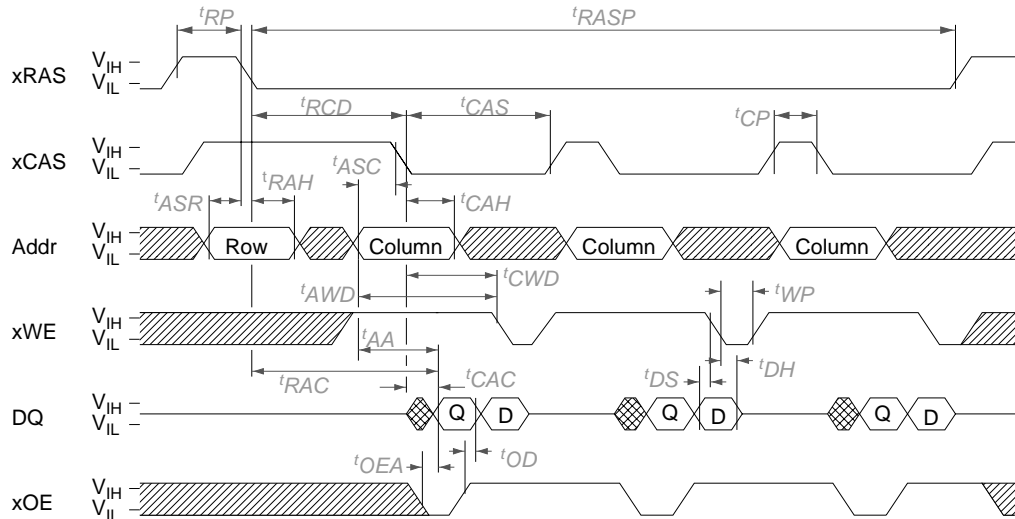 tRP
tRASP
xRAS
VIH
VIL
tRCD
tCAS
tCP
xCAS
VIH
VIL
tASC
tRAH
tASR
tCAH
Addr
VIH
VIL
Row
Column
Column
Column
tCWD
tAWD
tWP
xWE
VIH
VIL
tAA
tRAC
tCAC
tDS
tDH
DQ
VIH
VIL
Q
D
Q
D
Q
D
tOEA
tOD
xOE
VIH
VIL